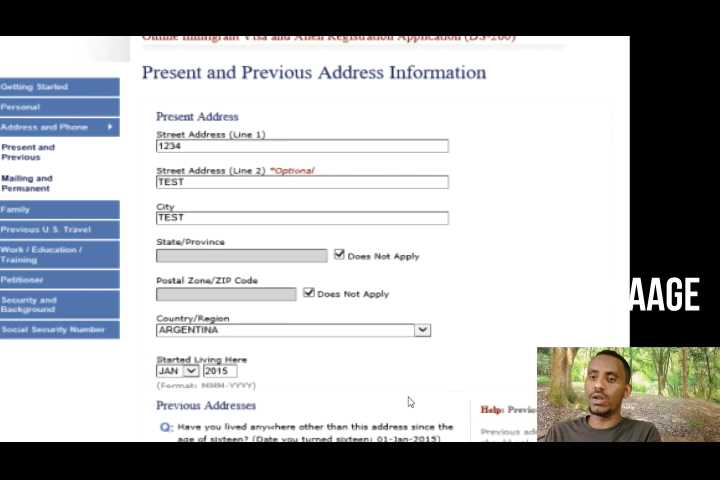 Online Immigrant Visa and Alien Registration Application (DS-260)
Present and Previous Address Information
Getting Started
Personal
Address and Phone
Present and
Previous
Mailing and
Permanent
Family
Previous U.S. Travel
Work / Education /
Training
Petitioner
Security and
Background
Social Security Number
Present Address
Street Address (Line 1)
1234
Street Address (Line 2) *Optional
TEST
City
TEST
State/Province
Does Not Apply
Postal Zone/ZIP Code
Does Not Apply
Country/Region
ARGENTINA
Started Living Here
JAN 2015
(Format: MMM-YYYY)
Previous Addresses
Q: Have you lived anywhere other than this address since the
age of sixteen? (Date you turned sixteen: 01-Jan-2015)
Help: Previo
Previous ad
AAGE